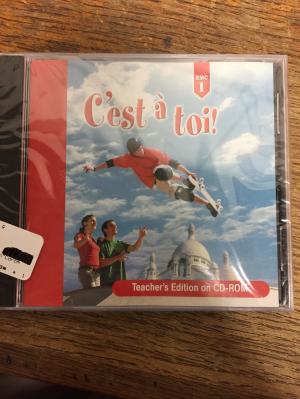 EMC
1
C'est à
toi!
Teacher's Edition on CD-ROM